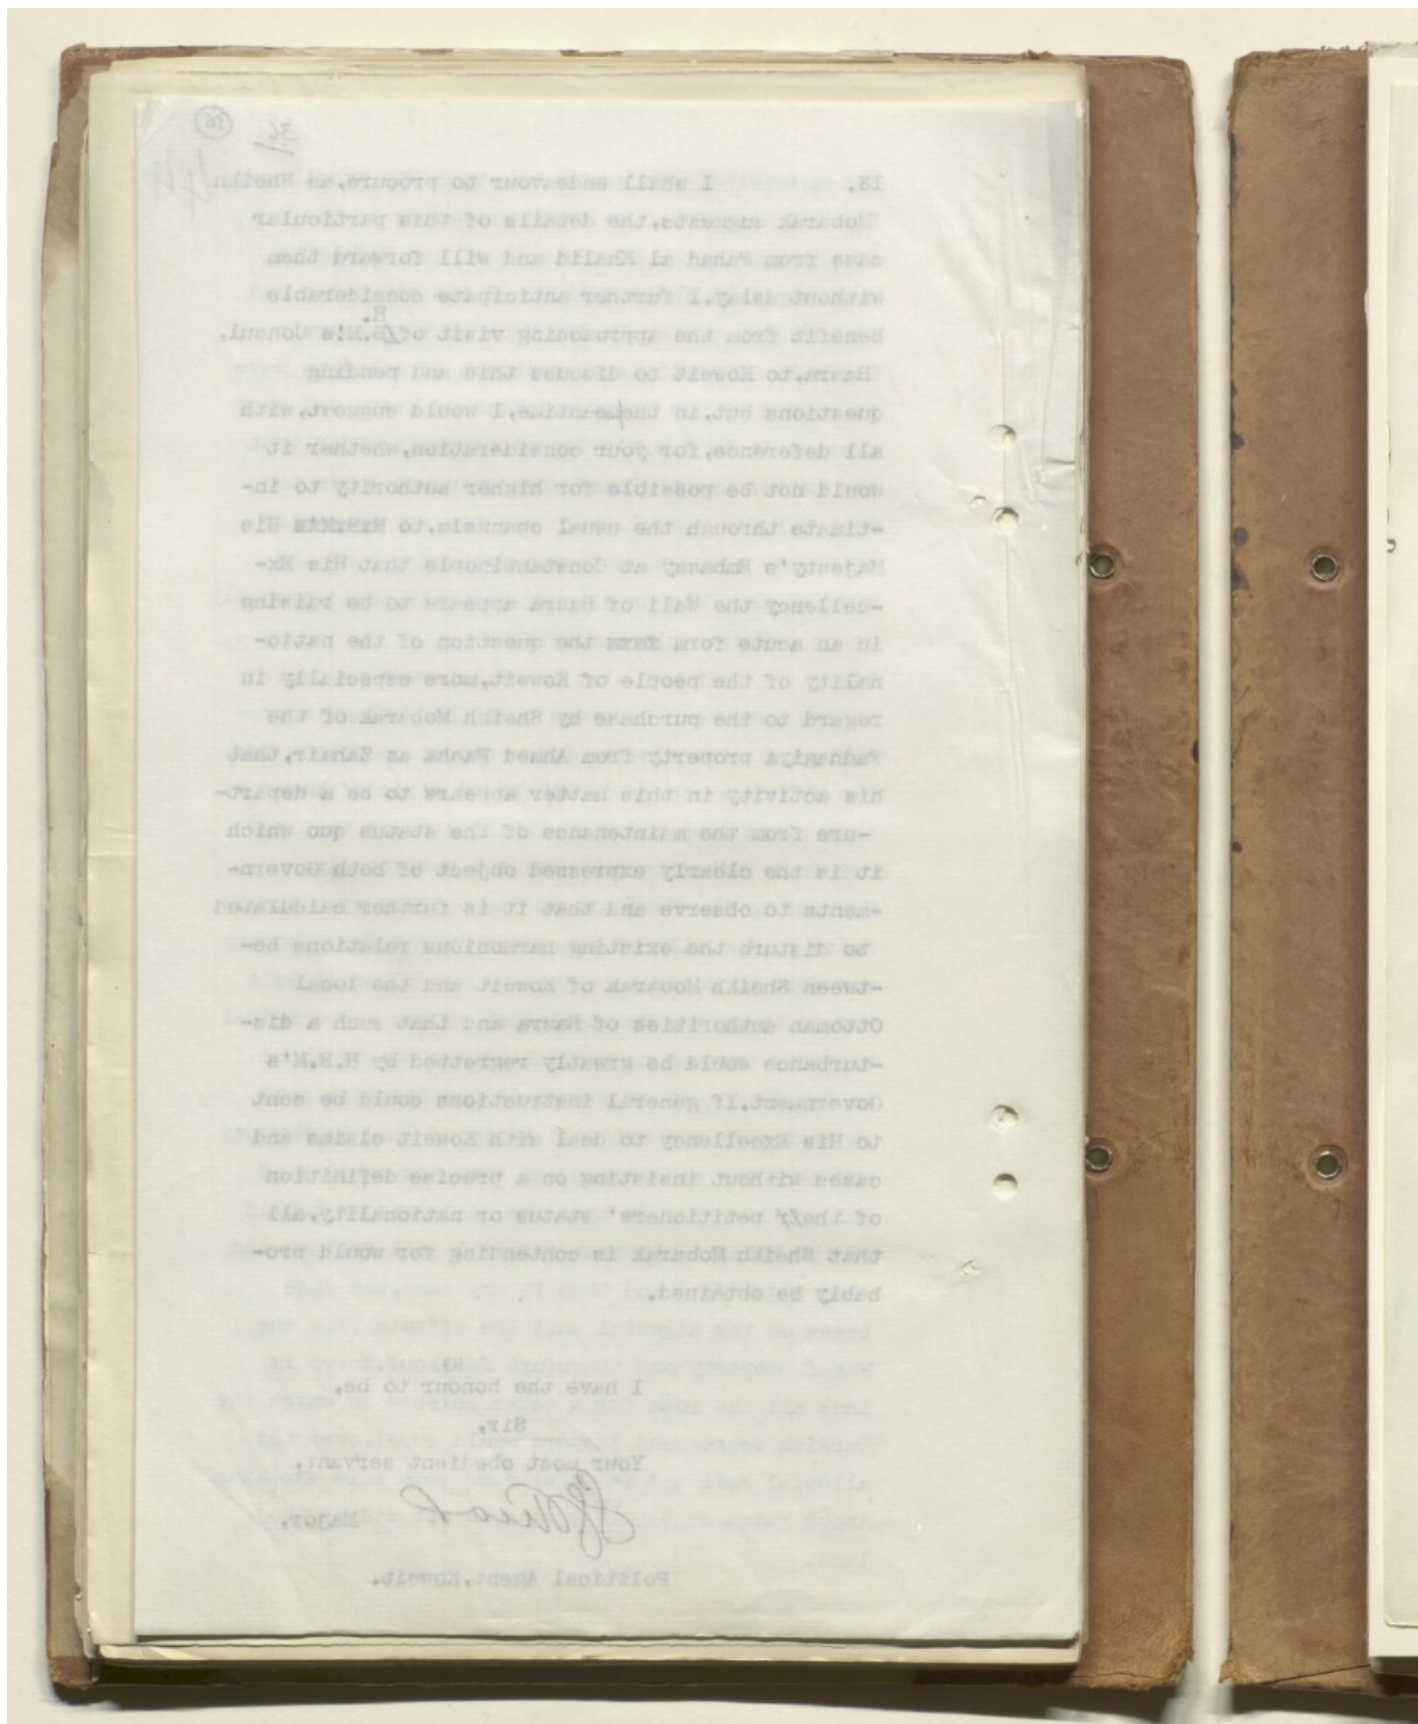 36
36
13. I shall endeavour to procure,as Sheikh
Mobarak suggests,the details of this particular
case from Fahad al Khalid and will forward them
without delay.I further anticipate considerable
benefit from the approaching visit of H.B.M's Consul,
Basra,to Koweit to discuss this and pending
questions but,in the meantime,I would suggest,with
all deference,for your consideration,whether it
would not be possible for higher authority to in-
-timate through the usual channels,to His
Majesty's Embassy at Constantinople that His Ex-
-cellency the Wali of Basra appears to be raising
in an acute form the question of the natio-
nality of the people of Koweit,more especially in
regard to the purchase by Sheikh Mobarak of the
property from Ahmed Pasha as Zahair,that
his activity in this matter appears to be a depart-
-ure from the maintenance of the status quo which
it is the clearly expressed object of both Govern-
-ments to observe and that it is further calculated
to disturb the existing harmonious relations be-
-tween Sheikh Mobarak of Koweit and the local
Ottoman authorities of Basra and that such a dis-
-turbance would be greatly regretted by H.B.M's
Government.If general instructions could be sent
to His Excellency to deal with Koweit claims and
cases without insisting on a precise definition
of their petitioners' status or nationality,all
that Sheikh Mobarak is contending for would pro-
bably be obtained.
I have the honour to be,
Sir,
Your most obedient servant,
Major,
Political Agent,Koweit.